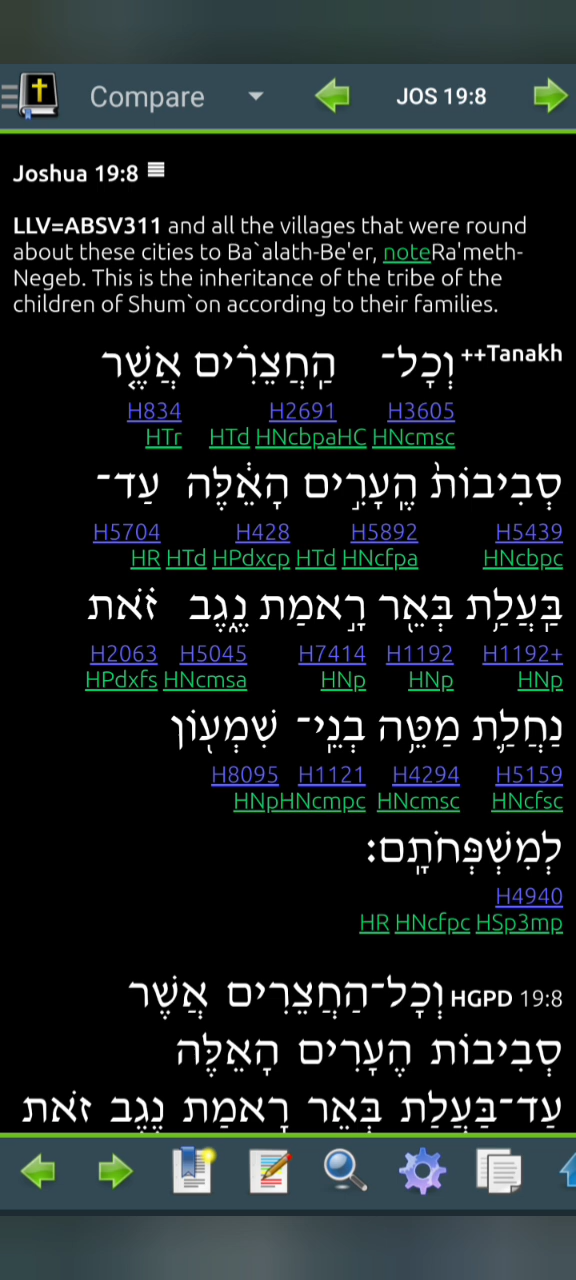 Compare JOS 19:8
Joshua 19:8
LLV=ABSV311 and all the villages that were round
about these cities to Ba`alath-Be'er, noteRa'meth-
Negeb. This is the inheritance of the tribe of the
children of Shum`on according to their families.
++Tanakh וְכָל־ הַֽחֲצֵרִ֗ים אֲשֶׁ֤ר
H834 H2691 H3605
HTr HTd HNcbpaHC HNcmsc
סְבִיבוֹת֙ הֶֽעָרִ֣ים הָאֵ֔לֶּה עַד־
H5704 H428 H5892 H5439
HR HTd HPdxcp HTd HNcfpa HNcbpc
בַּֽעֲלַ֥ת בְּאֵ֖ר רָ֣אמַת נֶ֑גֶב זֹ֗את
H2063 H5045 H7414 H1192 H1192+
HPdxfs HNcmsa HNp HNp HNp
נַחֲלַ֛ת מַטֵּ֥ה בְנֵֽי־ שִׁמְע֖וֹן
H8095 H1121 H4294 H5159
HNpHNcmpc HNcmsc HNcfsc
לְמִשְׁפְּחֹתָֽם׃
H4940
HR HNcfpc HSp3mp
HGPD 19:8 וְכָל־הַחֲצֵרִים אֲשֶׁר
סְבִיבוֹת הֶעָרִים הָאֵלֶּה
עַד־בַּעֲלַת בְּאֵר רָאמַת נֶגֶב זֹאת